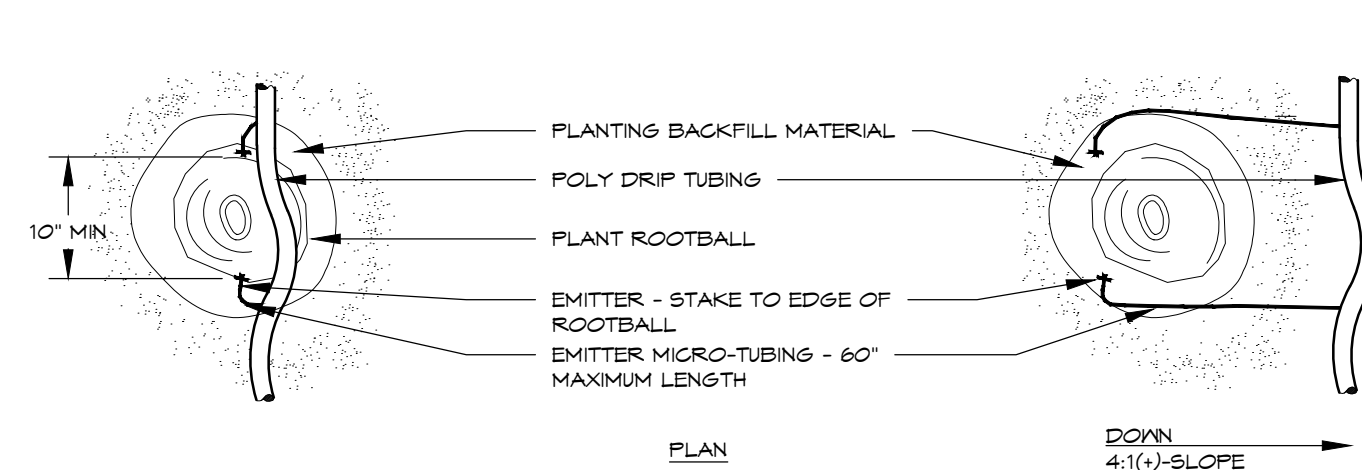 PLANTING BACKFILL MATERIAL
POLY DRIP TUBING
10" MIN
PLANT ROOTBALL
EMITTER - STAKE TO EDGE OF
ROOTBALL
EMITTER MICRO-TUBING - 60"
MAXIMUM LENGTH
PLAN
DOWN
4:1(+)-SLOPE